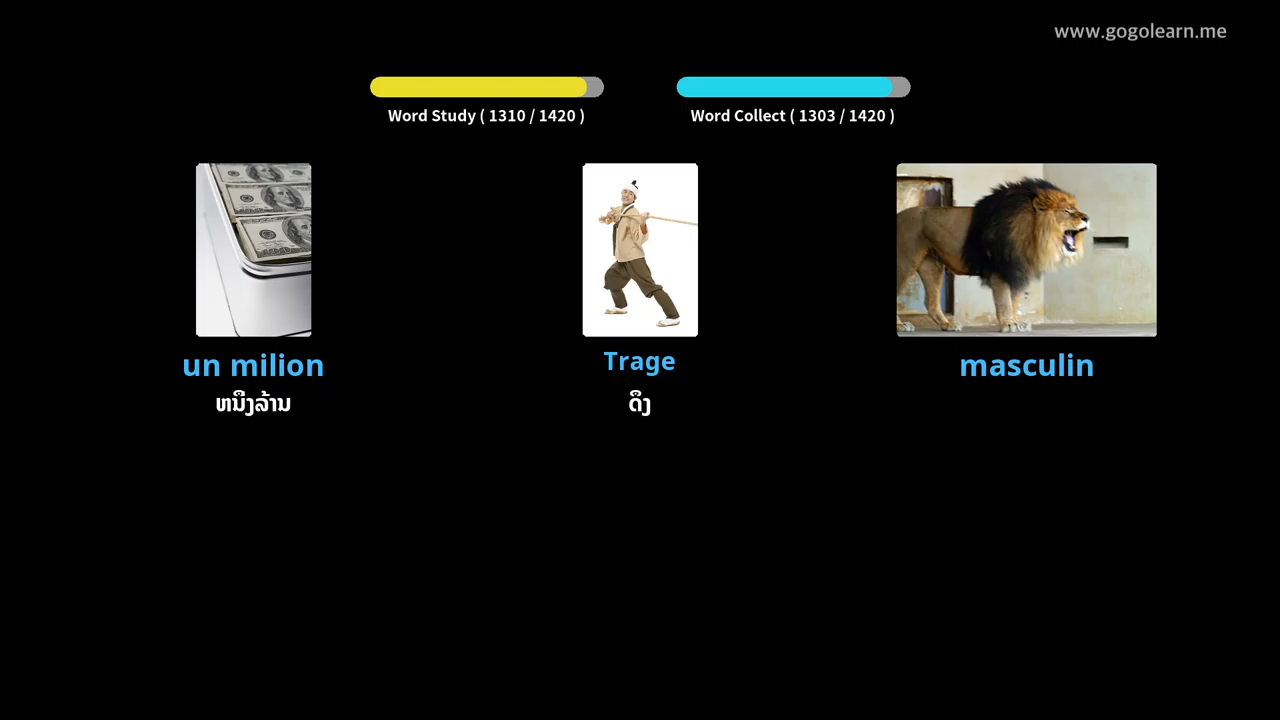 www.gogolearn.me
Word Study ( 1310 / 1420 )
Word Collect ( 1303 / 1420 )
un milion
ຫນຶ່ງລ້ານ
Trage
ດຶງ
masculin